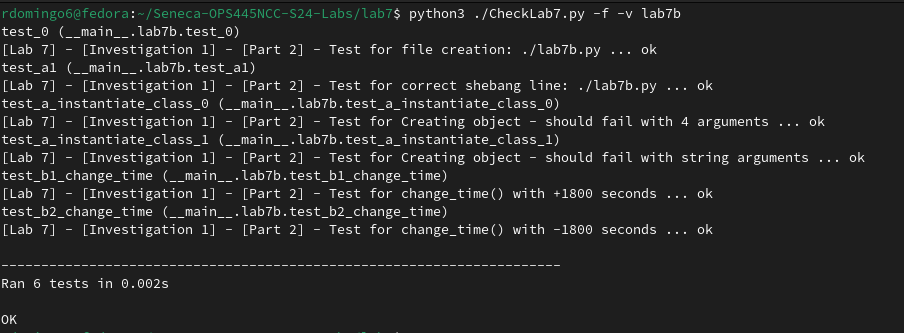 rdomingo6@fedora:~/Seneca-OPS445NCC-S24-Labs/lab7$ python3 ./CheckLab7.py -f -v lab7b
test_0 (__main__.lab7b.test_0)
[Lab 7] - [Investigation 1] - [Part 2] - Test for file creation: ./lab7b.py ... ok
test_a1 (__main__.lab7b.test_a1)
[Lab 7] - [Investigation 1] - [Part 2] - Test for correct shebang line: ./lab7b.py ... ok
test_a_instantiate_class_0 (__main__.lab7b.test_a_instantiate_class_0)
[Lab 7] - [Investigation 1] - [Part 2] - Test for Creating object - should fail with 4 arguments ... ok
test_a_instantiate_class_1 (__main__.lab7b.test_a_instantiate_class_1)
[Lab 7] - [Investigation 1] - [Part 2] - Test for Creating object - should fail with string arguments ... ok
test_b1_change_time (__main__.lab7b.test_b1_change_time)
[Lab 7] - [Investigation 1] - [Part 2] - Test for change_time() with +1800 seconds ... ok
test_b2_change_time (__main__.lab7b.test_b2_change_time)
[Lab 7] - [Investigation 1] - [Part 2] - Test for change_time() with -1800 seconds ... ok
----------------------------------------------------------------------
Ran 6 tests in 0.002s
OK